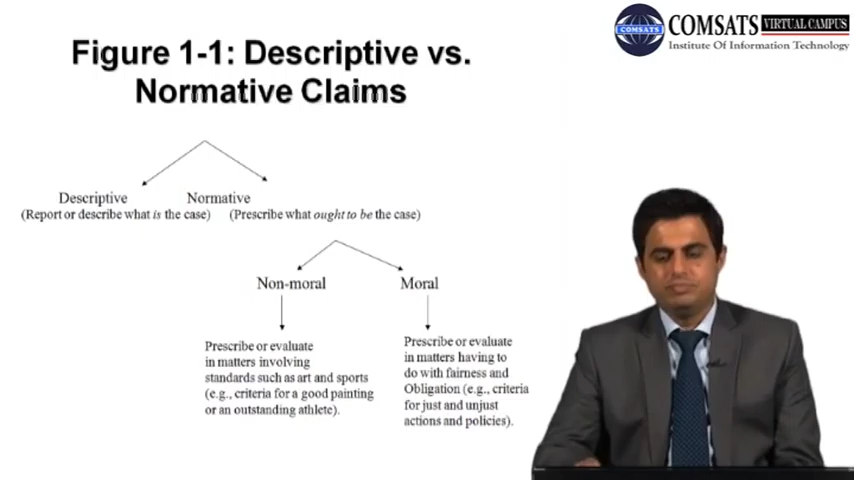 Figure 1-1: Descriptive vs.
Normative Claims
COMSATS VIRTUAL CAMPUS
Institute Of Information Technology
COMSATS
Descriptive
(Report or describe what is the case)
Normative
(Prescribe what ought to be the case)
Non-moral
Moral
Prescribe or evaluate
in matters involving
standards such as art and sports
(e.g., criteria for a good painting
or an outstanding athlete).
Prescribe or evaluate
in matters having to
do with fairness and
Obligation (e.g., criteria
for just and unjust
actions and policies).